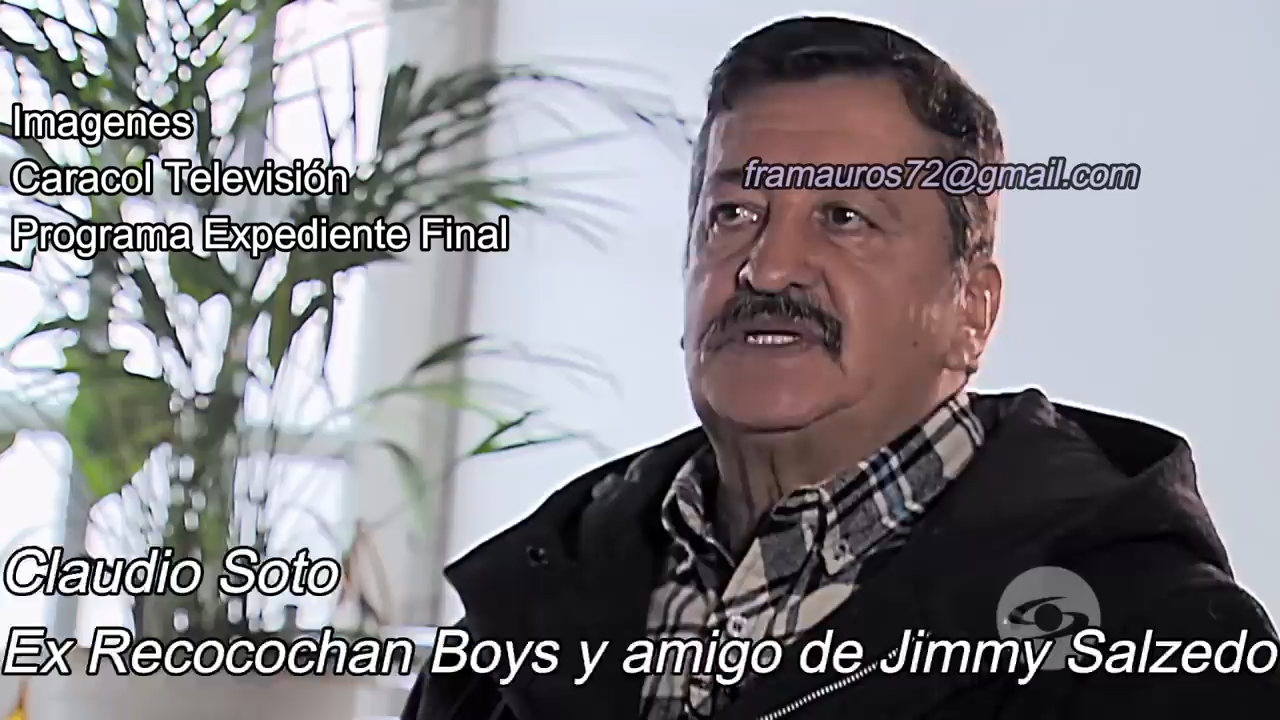 Imagenes
Caracol Televisión
Programa Expediente Final
framauros72@gmail.com
Claudio Soto
Ex Recocochan Boys y amigo de Jimmy Salzedo